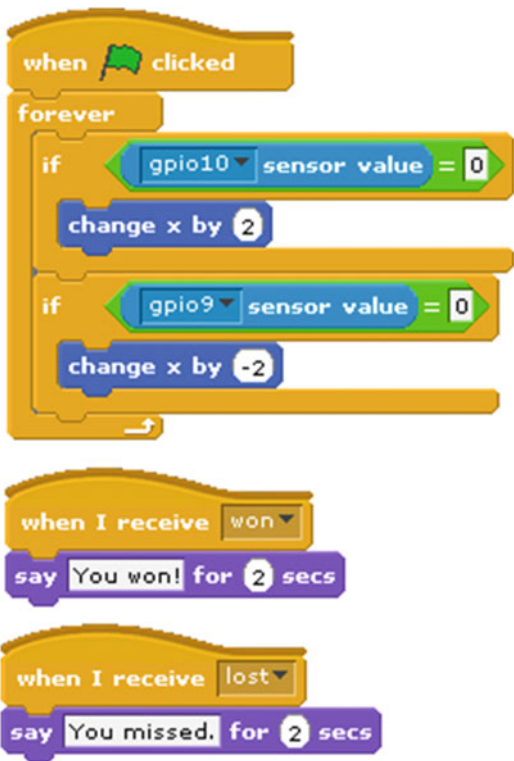 when clicked
forever
if gpio10 sensor value = 0
change x by 2
if gpio9 sensor value = 0
change x by -2
when I receive won
say You won! for 2 secs
when I receive lost
say You missed. for 2 secs